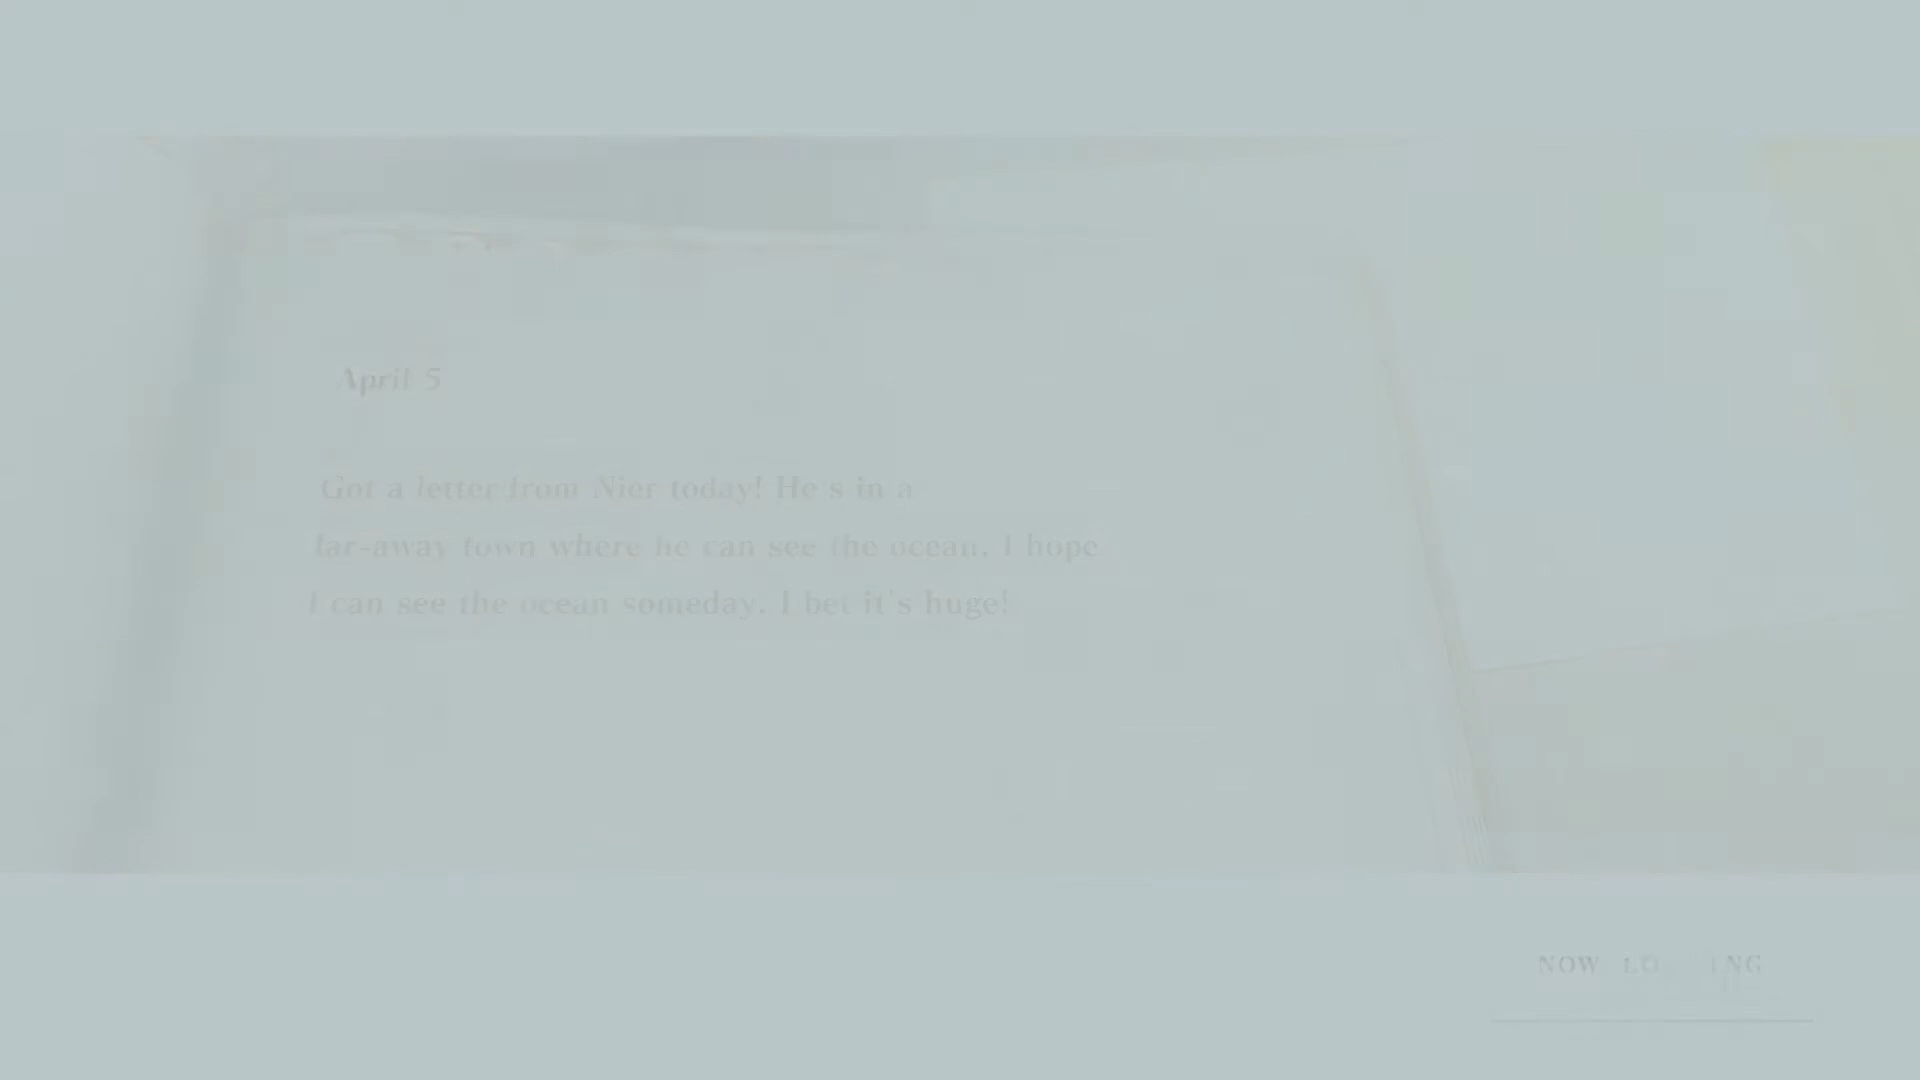 April 5
Got a letter from Nier today! He's in a
far-away town where he can see the ocean. I hope
I can see the ocean someday. I bet it's huge!
NOW